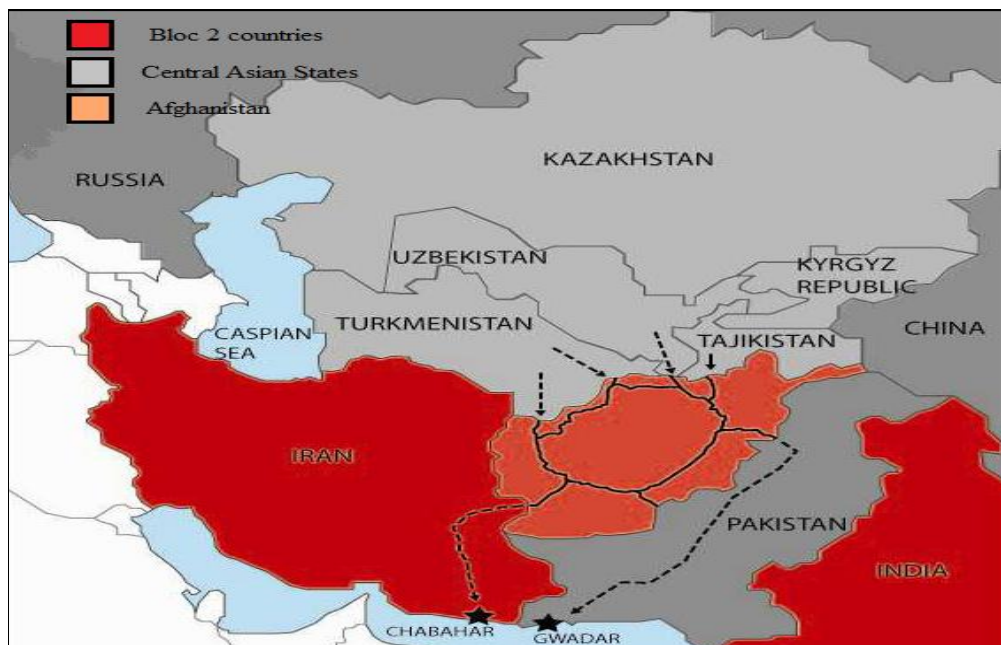 Bloc 2 countries
Central Asian States
Afghanistan
KAZAKHSTAN
RUSSIA
UZBEKISTAN
KYRGYZ
REPUBLIC
CASPIAN
SEA
TURKMENISTAN
TAJIKISTAN
CHINA
IRAN
PAKISTAN
INDIA
CHABAHAR
GWADAR